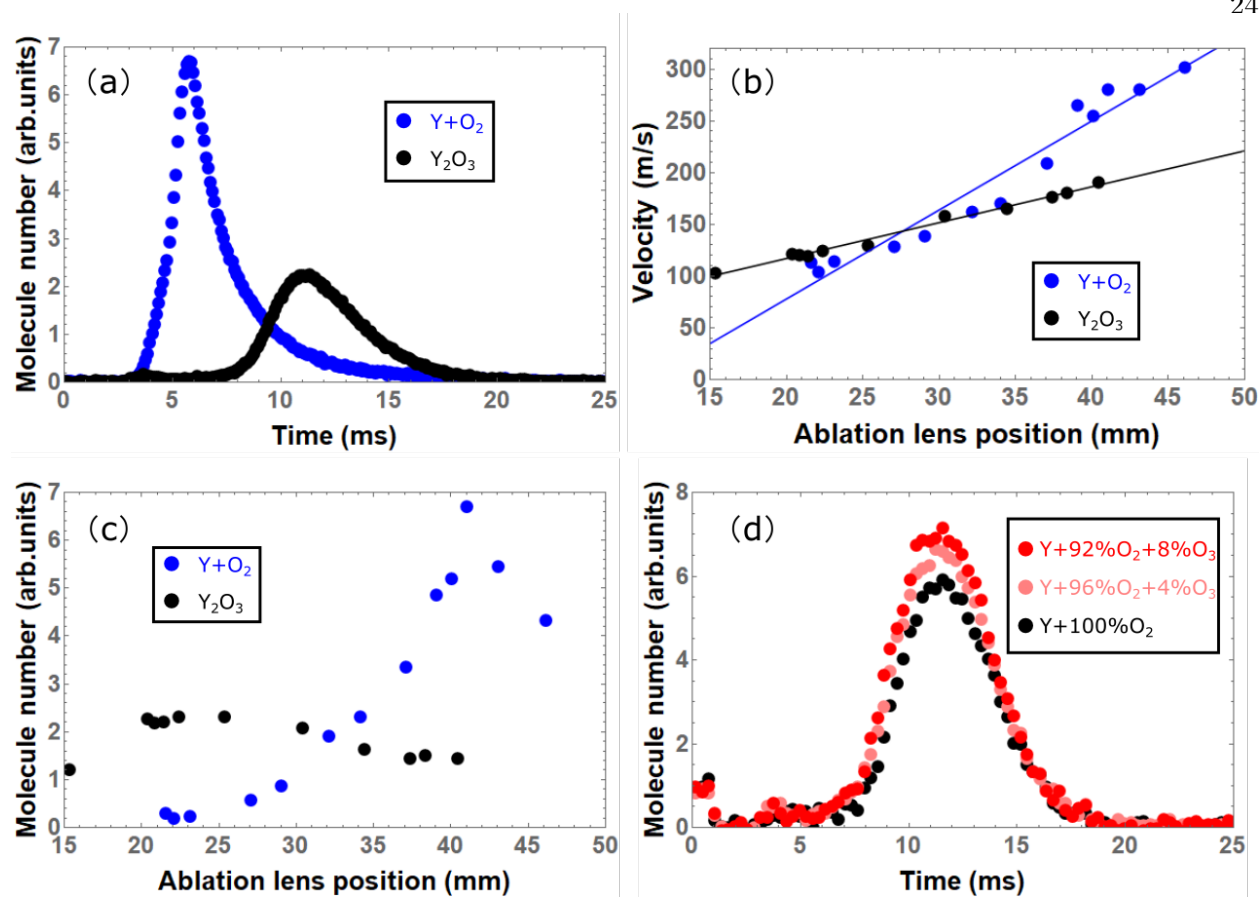 24
(a)
Molecule number (arb.units)
7
6
5
4
3
2
1
0
Y+O₂
Y₂O₃
0 5 10 15 20 25
Time (ms)
(b)
Velocity (m/s)
300
250
200
150
100
50
0
Y+O₂
Y₂O₃
15 20 25 30 35 40 45 50
Ablation lens position (mm)
(c)
Molecule number (arb.units)
7
6
5
4
3
2
1
0
Y+O₂
Y₂O₃
15 20 25 30 35 40 45 50
Ablation lens position (mm)
(d)
Molecule number (arb.units)
8
6
4
2
0
Y+92%O₂+8%O₃
Y+96%O₂+4%O₃
Y+100%O₂
0 5 10 15 20 25
Time (ms)